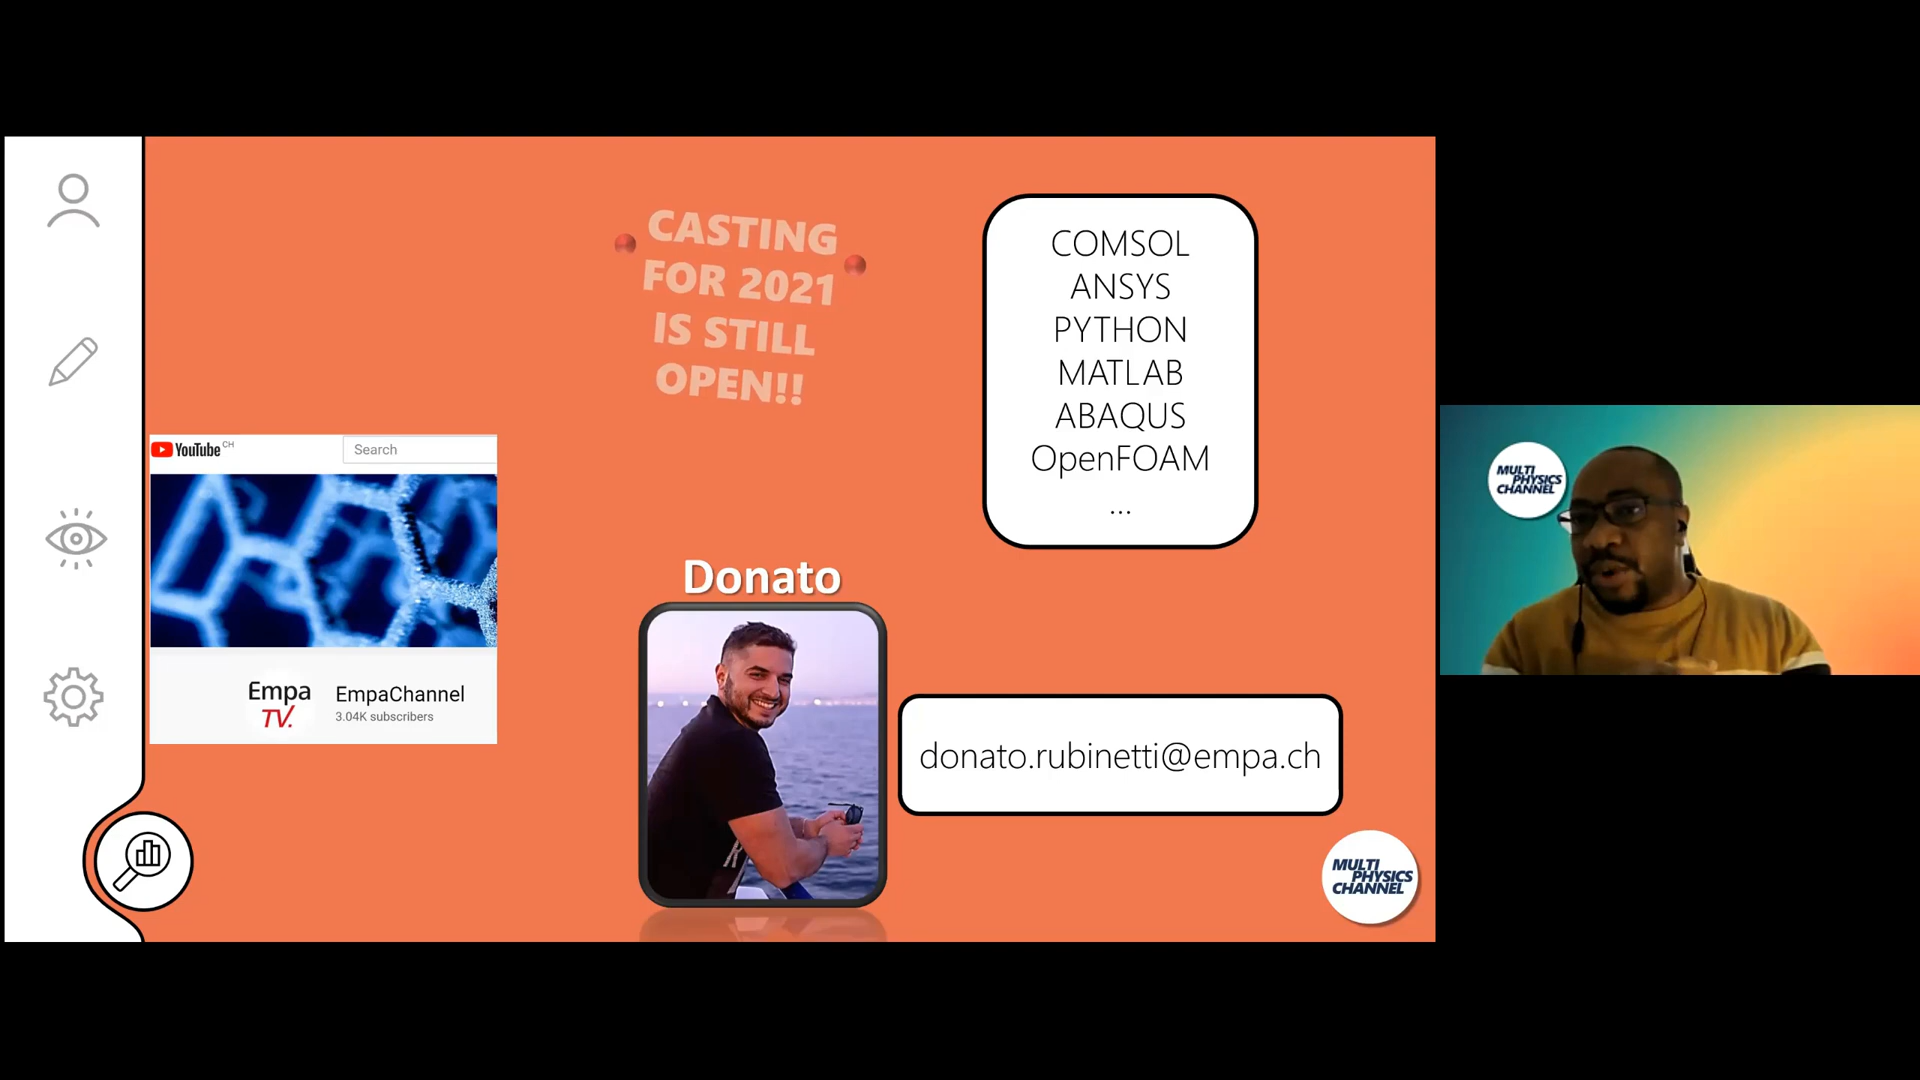 CASTING
FOR 2021
IS STILL
OPEN!!
COMSOL
ANSYS
PYTHON
MATLAB
ABAQUS
OpenFOAM
...
YouTube CH
Search
Empa
TV.
EmpaChannel
3.04K subscribers
Donato
donato.rubinetti@empa.ch
MULTI
PHYSICS
CHANNEL
MULTI
PHYSICS
CHANNEL